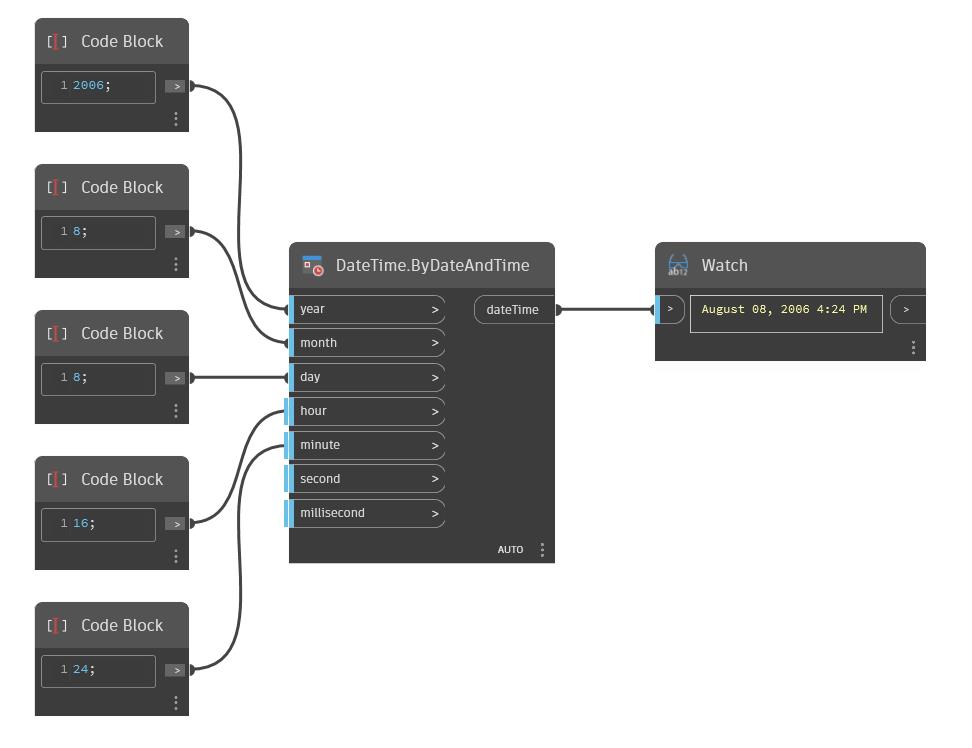 Code Block
1 2006;
>
Code Block
1 8;
>
Code Block
1 8;
>
Code Block
1 16;
>
Code Block
1 24;
>
DateTime.ByDateAndTime
year >
month >
day >
hour >
minute >
second >
millisecond >
dateTime
AUTO
ab12 Watch
> August 08, 2006 4:24 PM >